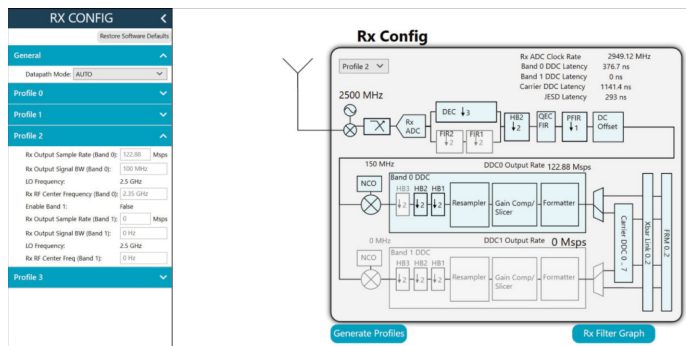 RX CONFIG
Restore Software Defaults
General
Datapath Mode: AUTO
Profile 0
Profile 1
Profile 2
Rx Output Sample Rate (Band 0): 122.88 Msps
Rx Output Signal BW (Band 0): 100 MHz
LO Frequency: 2.5 GHz
Rx RF Center Frequency (Band 0): 2.35 GHz
Enable Band 1: False
Rx Output Sample Rate (Band 1): 0 Msps
Rx Output Signal BW (Band 1): 0 Hz
LO Frequency: 2.5 GHz
Rx RF Center Freq (Band 1): 0 Hz
Profile 3
Rx Config
Profile 2
Rx ADC Clock Rate 2949.12 MHz
Band 0 DDC Latency 376.7 ns
Band 1 DDC Latency 0 ns
Carrier DDC Latency 1141.4 ns
JESD Latency 293 ns
2500 MHz
Rx
ADC
DEC ↓3
FIR2
↓2
FIR1
↓2
HB2
↓2
QEC
FIR
PFIR
↓1
DC
Offset
150 MHz
DDC0 Output Rate 122.88 Msps
NCO
Band 0 DDC
HB3 HB2 HB1
↓2 ↓2 ↓2
Resampler
Gain Comp/
Slicer
Formatter
0 MHz
DDC1 Output Rate 0 Msps
NCO
Band 1 DDC
HB3 HB2 HB1
↓2 ↓2 ↓2
Resampler
Gain Comp/
Slicer
Formatter
Carrier DDC 0 .. 7
Xbar Link 0.2
FRM 0.2
Generate Profiles
Rx Filter Graph